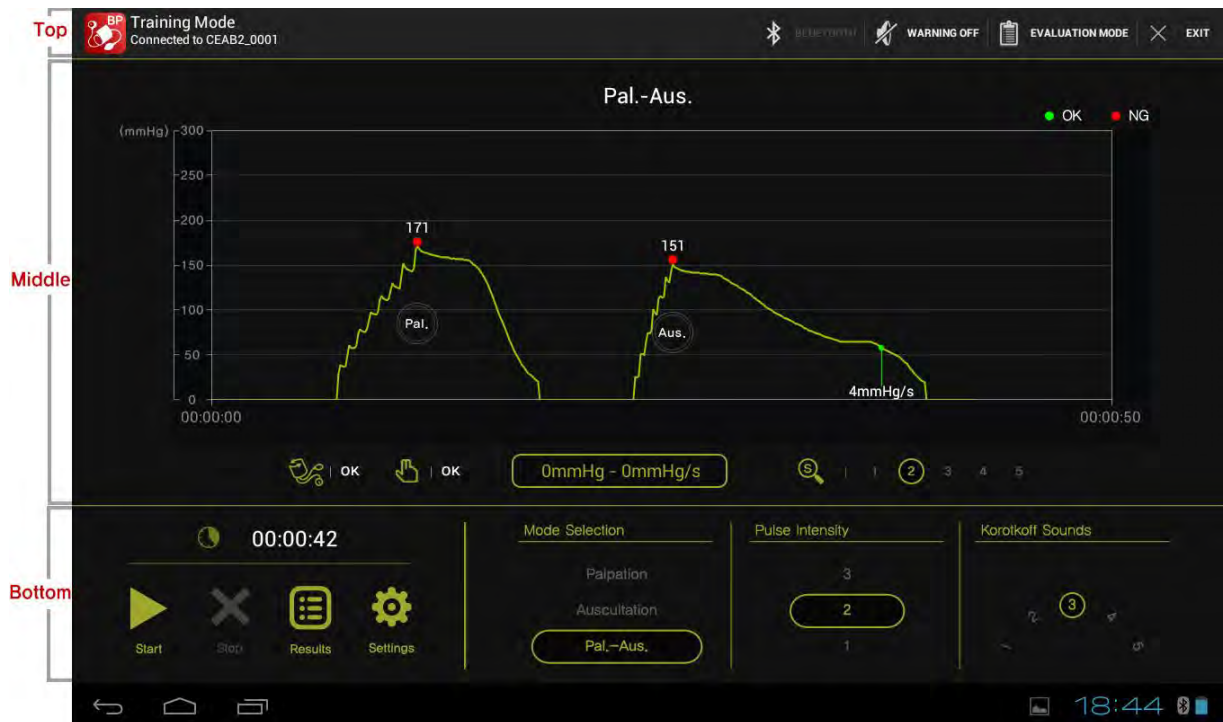 Top
BP
Training Mode
Connected to CEAB2_0001
BLUETOOTH
WARNING OFF
EVALUATION MODE
EXIT
Middle
Pal.-Aus.
OK
NG
(mmHg)
300
250
200
150
100
50
0
171
151
Pal.
Aus.
4mmHg/s
00:00:00
00:00:50
OK
OK
0mmHg - 0mmHg/s
S
1 2 3 4 5
Bottom
00:00:42
Start
Stop
Results
Settings
Mode Selection
Palpation
Auscultation
Pal.-Aus.
Pulse Intensity
3
2
1
Korotkoff Sounds
1 2 3 4 5
18:44